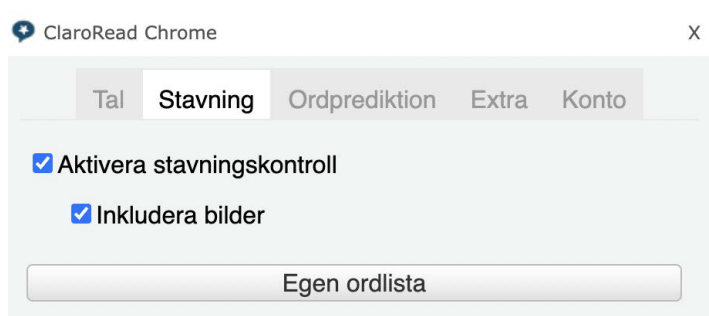 ClaroRead Chrome X
Tal Stavning Ordprediktion Extra Konto
Aktivera stavningskontroll
Inkludera bilder
Egen ordlista